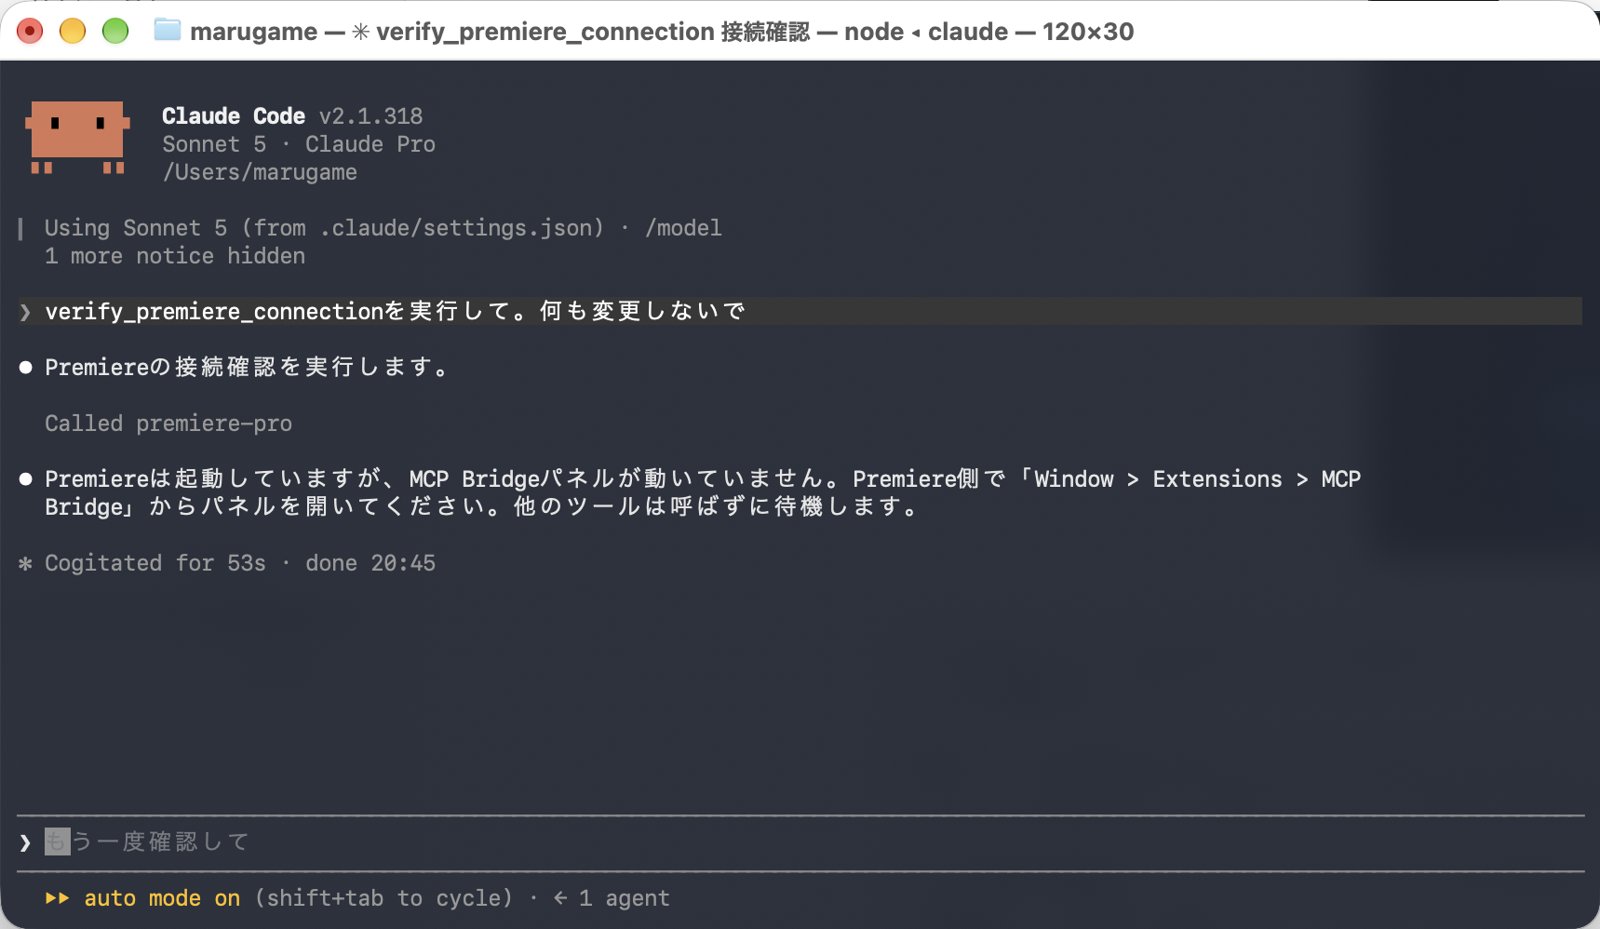 marugame — ✳ verify_premiere_connection 接続確認 — node ◂ claude — 120×30
Claude Code v2.1.318
Sonnet 5 · Claude Pro
/Users/marugame
Using Sonnet 5 (from .claude/settings.json) · /model
1 more notice hidden
❯ verify_premiere_connectionを実行して。何も変更しないで
● Premiereの接続確認を実行します。
Called premiere-pro
● Premiereは起動していますが、MCP Bridgeパネルが動いていません。Premiere側で「Window > Extensions > MCP
Bridge」からパネルを開いてください。他のツールは呼ばずに待機します。
✻ Cogitated for 53s · done 20:45
❯ もう一度確認して
⏵⏵ auto mode on (shift+tab to cycle) · ← 1 agent